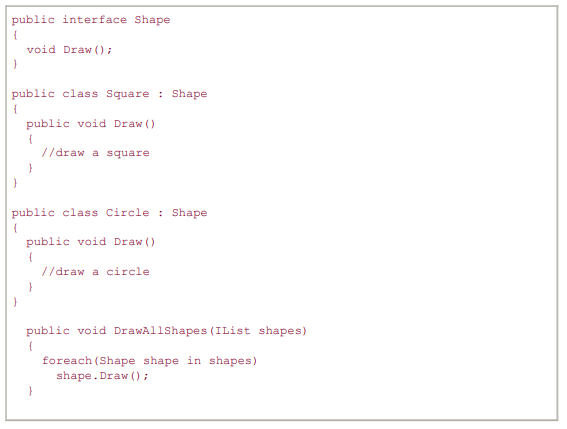 public interface Shape
{
  void Draw();
}

public class Square : Shape
{
  public void Draw()
  {
    //draw a square
  }
}

public class Circle : Shape
{
  public void Draw()
  {
    //draw a circle
  }
}

  public void DrawAllShapes(IList shapes)
  {
    foreach(Shape shape in shapes)
      shape.Draw();
  }